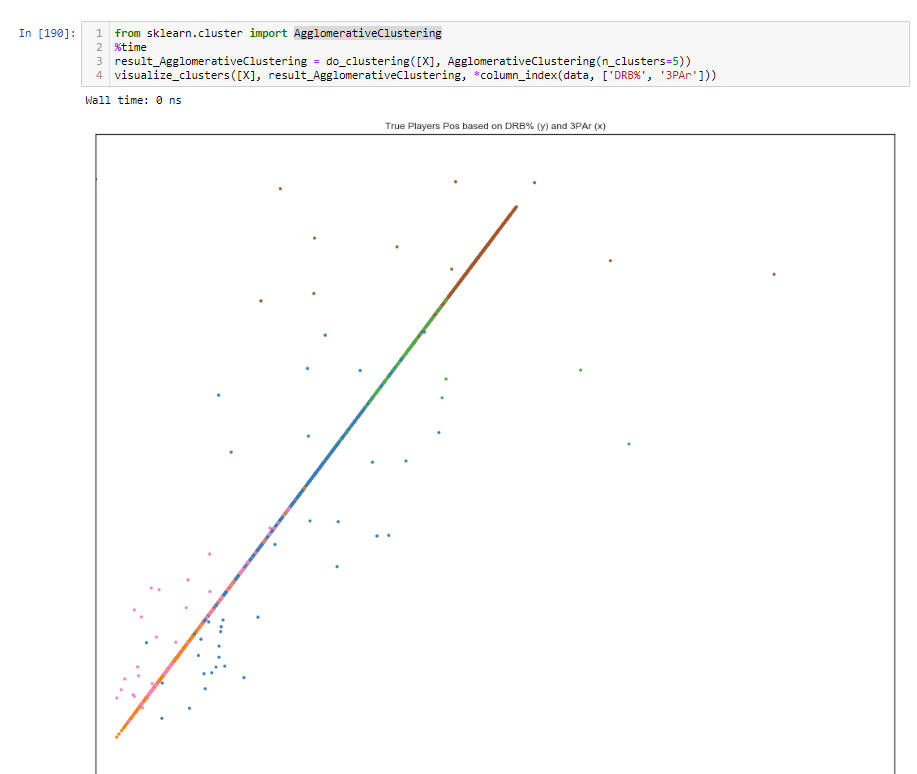 In [190]:
1 from sklearn.cluster import AgglomerativeClustering
2 %time
3 result_AgglomerativeClustering = do_clustering([X], AgglomerativeClustering(n_clusters=5))
4 visualize_clusters([X], result_AgglomerativeClustering, *column_index(data, ['DRB%', '3PAr']))
Wall time: 0 ns
True Players Pos based on DRB% (y) and 3PAr (x)